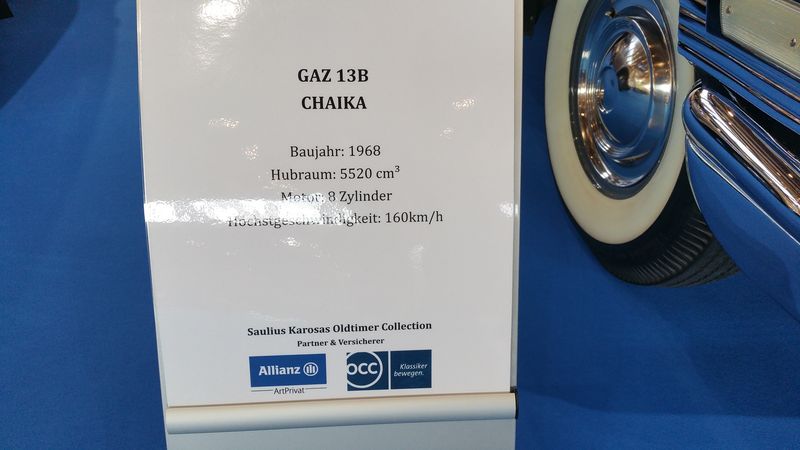 GAZ 13B
CHAIKA
Baujahr: 1968
Hubraum: 5520 cm³
Motor: 8 Zylinder
Höchstgeschwindigkeit: 160km/h
Saulius Karosas Oldtimer Collection
Partner & Versicherer
Allianz
ArtPrivat
OCC
Klassiker
bewegen.